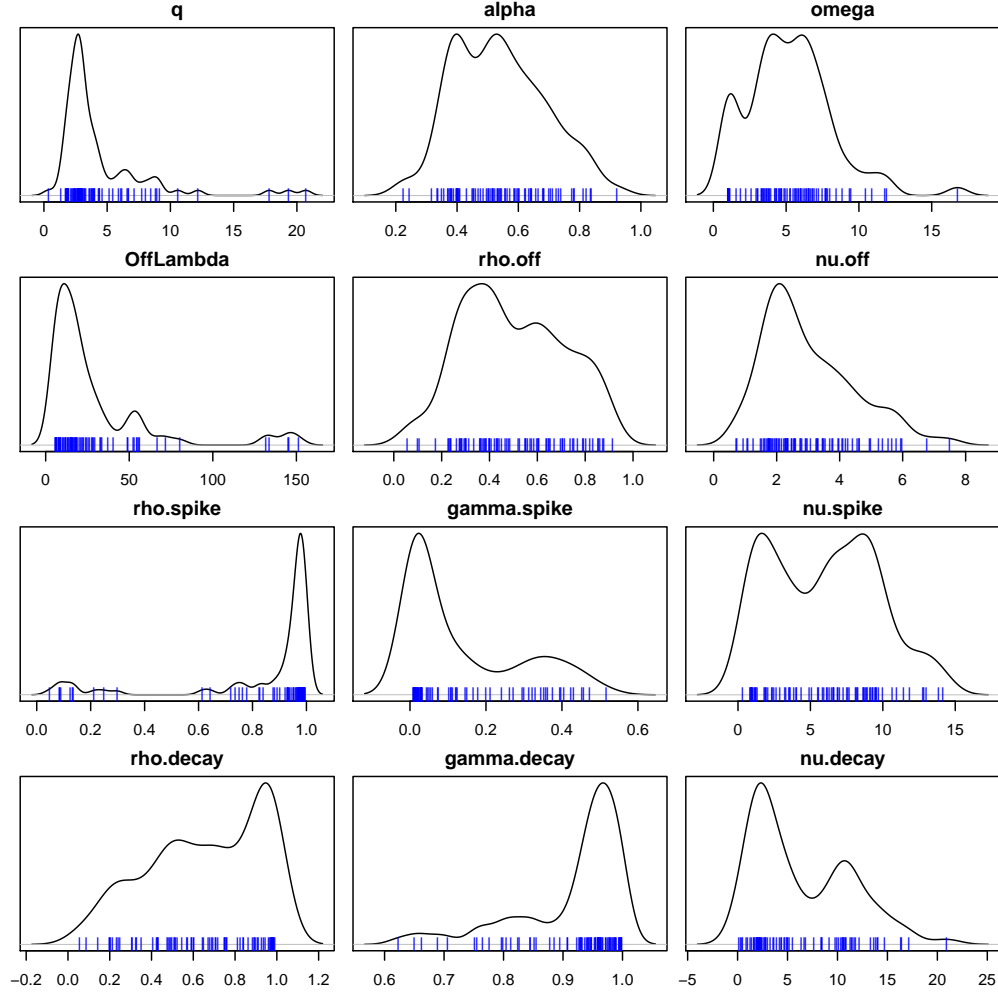 q alpha omega
0 5 10 15 20 0.2 0.4 0.6 0.8 1.0 0 5 10 15
OffLambda rho.off nu.off
0 50 100 150 0.0 0.2 0.4 0.6 0.8 1.0 0 2 4 6 8
rho.spike gamma.spike nu.spike
0.0 0.2 0.4 0.6 0.8 1.0 0.0 0.2 0.4 0.6 0 5 10 15
rho.decay gamma.decay nu.decay
−0.2 0.0 0.2 0.4 0.6 0.8 1.0 1.2 0.6 0.7 0.8 0.9 1.0 −5 0 5 10 15 20 25